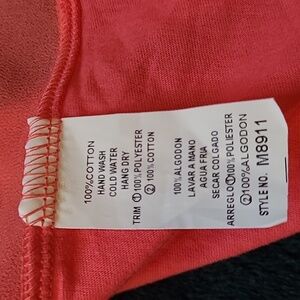 100%COTTON
HAND WASH
COLD WATER
HANG DRY
TRIM ①100%POLYESTER
②100%COTTON
100%ALGODON
LAVAR A MANO
AGUA FRIA
SECAR COLGADO
ARREGLO①100%POLIESTER
②100%ALGODON
STYLE NO. M8911